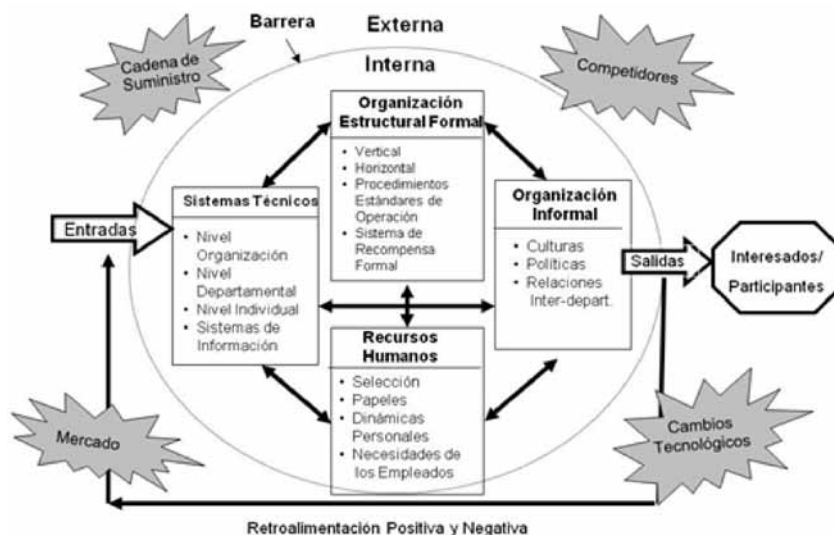 Barrera
Externa
Interna
Cadena de
Suministro
Competidores
Organización
Estructural Formal
• Vertical
• Horizontal
• Procedimientos
Estándares de
Operación
• Sistema de
Recompensa
Formal
Sistemas Técnicos
• Nivel
Organización
• Nivel
Departamental
• Nivel Individual
• Sistemas de
Información
Organización
Informal
• Culturas
• Políticas
• Relaciones
Inter-depart.
Entradas
Salidas
Interesados/
Participantes
Recursos
Humanos
• Selección
• Papeles
• Dinámicas
Personales
• Necesidades de
los Empleados
Mercado
Cambios
Tecnológicos
Retroalimentación Positiva y Negativa